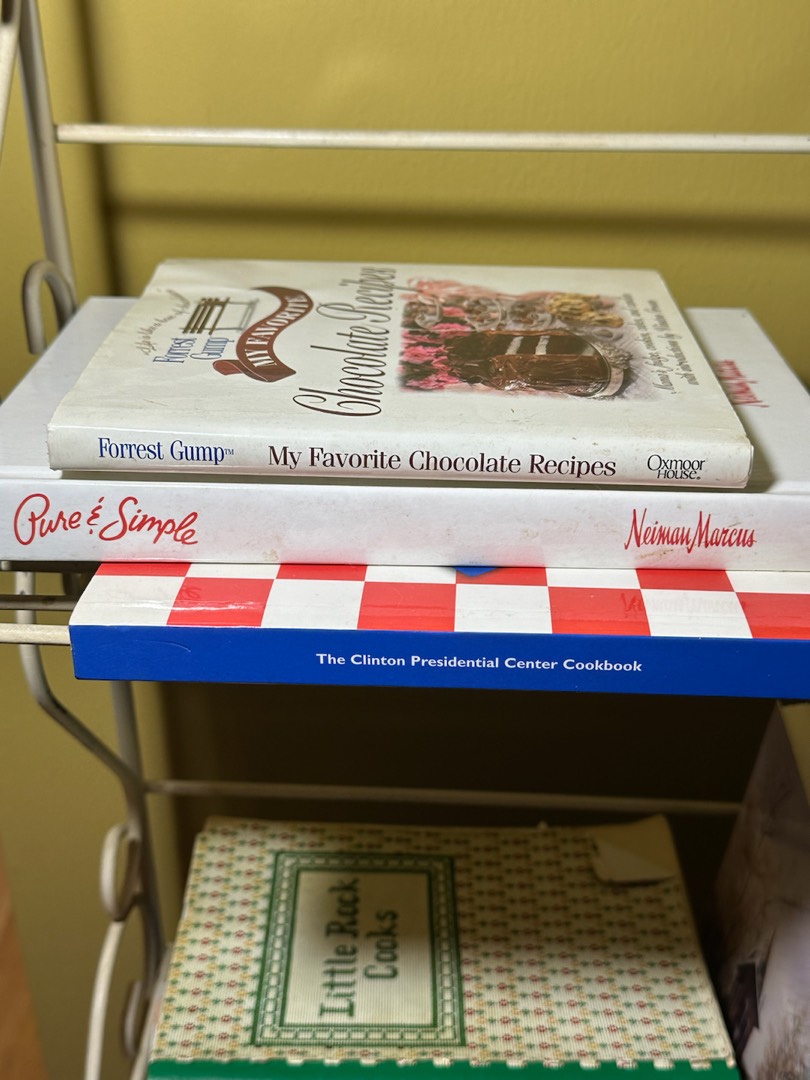 Forrest
Gump
MY FAVORITE
Chocolate Recipes
Forrest Gump™ My Favorite Chocolate Recipes Oxmoor
House®
Pure & Simple Neiman Marcus
The Clinton Presidential Center Cookbook
Little Rock
Cooks